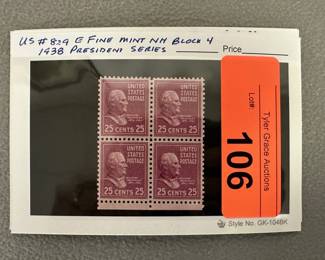 US #829 E FINE MINT NH BLOCK 4
1938 PRESIDENT SERIES
Price
UNITED STATES POSTAGE
UNITED STATES POSTAGE
25 CENTS 25
25 CENTS 25
UNITED STATES POSTAGE
UNITED STATES POSTAGE
25 CENTS 25
25 CENTS 25
Tyler Grace Auctions
Lot#:
106
Style No. GK-104BK